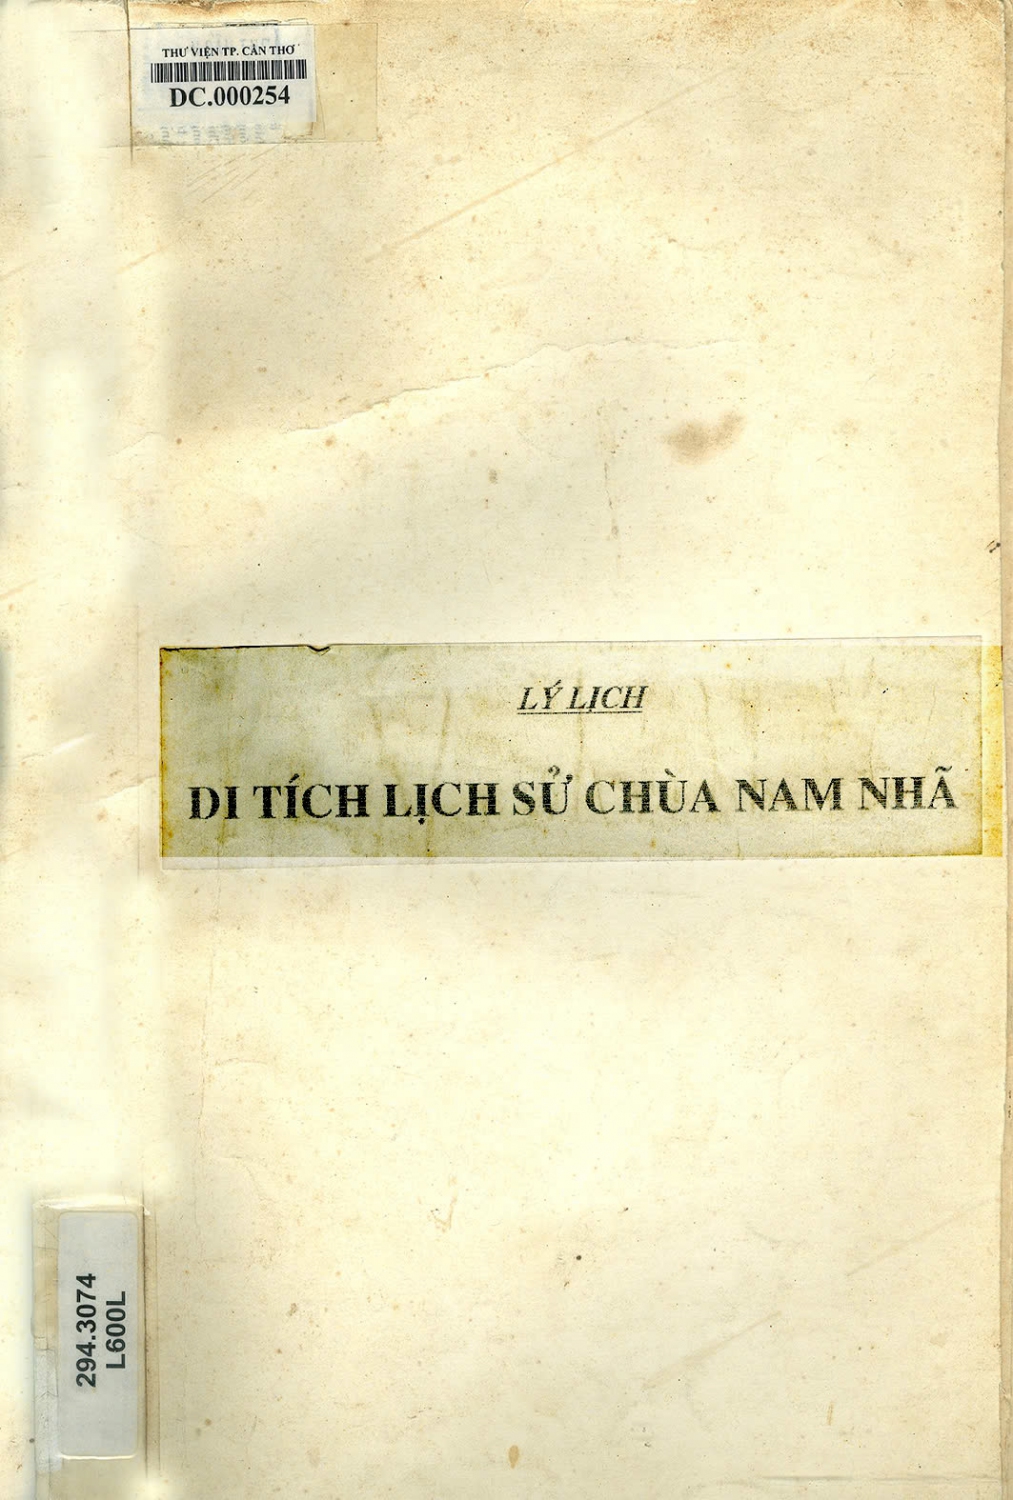 THƯ VIỆN TP. CẦN THƠ
DC.000254
LÝ LỊCH
DI TÍCH LỊCH SỬ CHÙA NAM NHÃ
294.3074
L600L